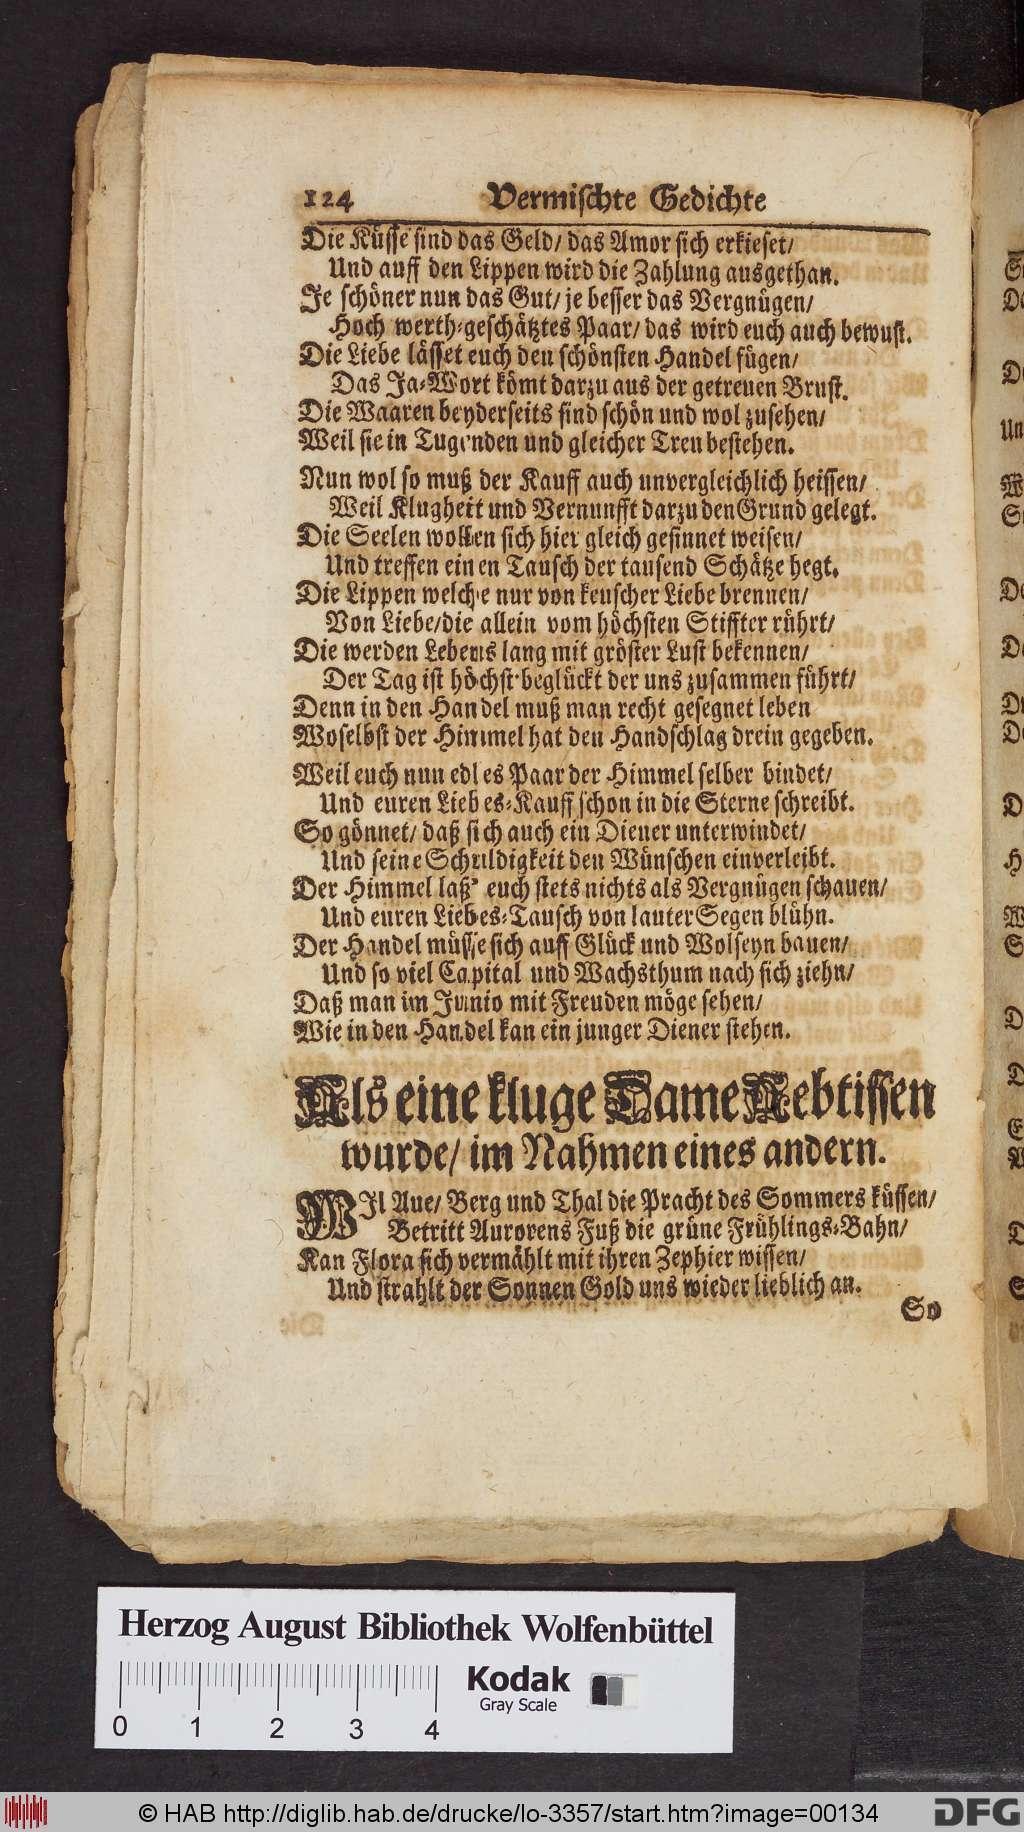 124 Vermischte Gedichte
Die Küsse sind das Geld/ das Amor sich erkieset/
Und auff den Lippen wird die Zahlung ausgethan.
Je schöner nun das Gut/ je besser das Vergnügen/
Hoch werth-geschätztes Paar/ das wird euch auch bewust.
Die Liebe lässet euch den schönsten Handel fügen/
Das Ja-Wort kömt darzu aus der getreuen Brust.
Die Waaren beyderseits sind schön und wol zusehen/
Weil sie in Tugenden und gleicher Treu bestehen.
Nun wol so muß der Kauff auch unvergleichlich heissen/
Weil Klugheit und Vernunfft darzu den Grund gelegt.
Die Seelen wollen sich hier gleich gesinnet weisen/
Und treffen einen Tausch der tausend Schätze hegt.
Die Lippen welche nur von keuscher Liebe brennen/
Von Liebe/ die allein vom höchsten Stiffter rührt/
Die werden Lebens lang mit gröster Lust bekennen/
Der Tag ist höchst beglückt der uns zusammen führt/
Denn in den Handel muß man recht gesegnet leben
Woselbst der Himmel hat den Handschlag drein gegeben.
Weil euch nun edles Paar der Himmel selber bindet/
Und euren Liebes-Kauff schon in die Sterne schreibt.
So gönnet/ daß sich auch ein Diener unterwindet/
Und seine Schuldigkeit den Wünschen einverleibt.
Der Himmel laß' euch stets nichts als Vergnügen schauen/
Und euren Liebes-Tausch von lauter Segen blühn.
Der Handel müsse sich auff Glück und Wolseyn bauen/
Und so viel Capital und Wachsthum nach sich ziehn/
Daß man im Junio mit Freuden möge sehen/
Wie in den Handel kan ein junger Diener stehen.
Als eine kluge Dame Aebtissen
wurde/ im Nahmen eines andern.
WIl Aue/ Berg und Thal die Pracht des Sommers küssen/
Betritt Aurorens Fuß die grüne Frühlings-Bahn/
Kan Flora sich vermählt mit ihren Zephier wissen/
Und strahlt der Sonnen Gold uns wieder lieblich an.
So
Herzog August Bibliothek Wolfenbüttel
Kodak
Gray Scale
0 1 2 3 4
© HAB http://diglib.hab.de/drucke/lo-3357/start.htm?image=00134
DFG